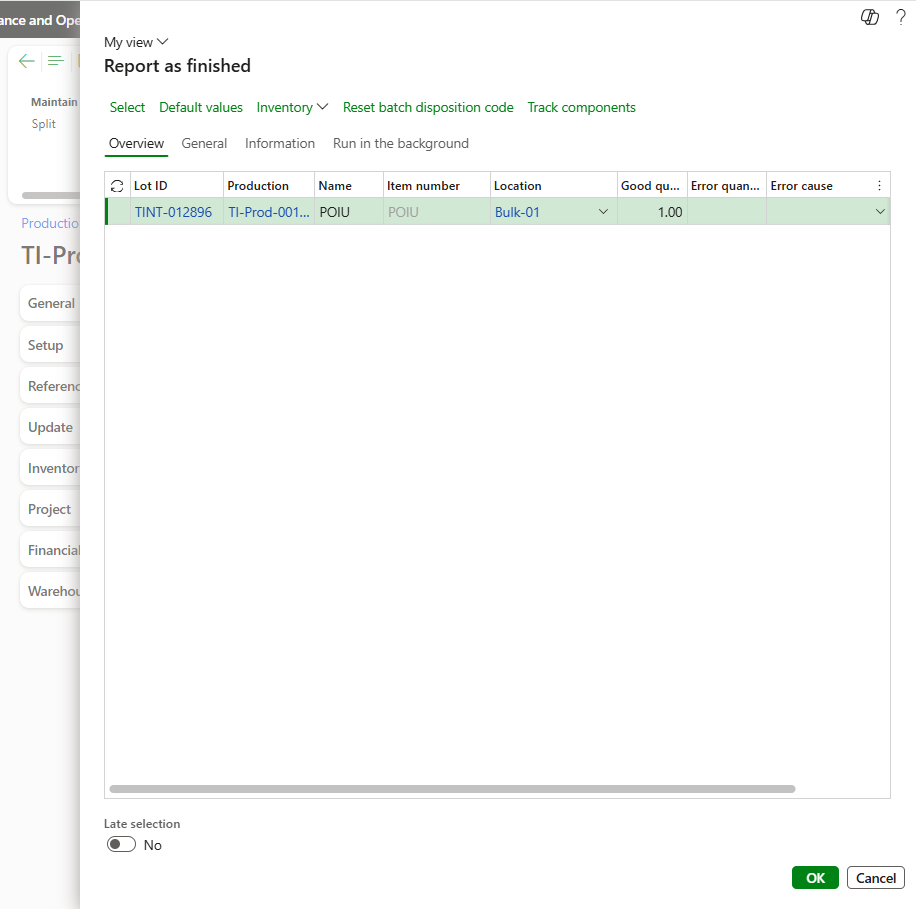 ance and Ope
?
My view
Report as finished
Maintain
Split
Select Default values Inventory Reset batch disposition code Track components
Overview General Information Run in the background
Lot ID Production Name Item number Location Good qu... Error quan... Error cause
TINT-012896 TI-Prod-001... POIU POIU Bulk-01 1.00
Productio
TI-Pro
General
Setup
Referenc
Update
Inventor
Project
Financial
Warehou
Late selection
No
OK Cancel